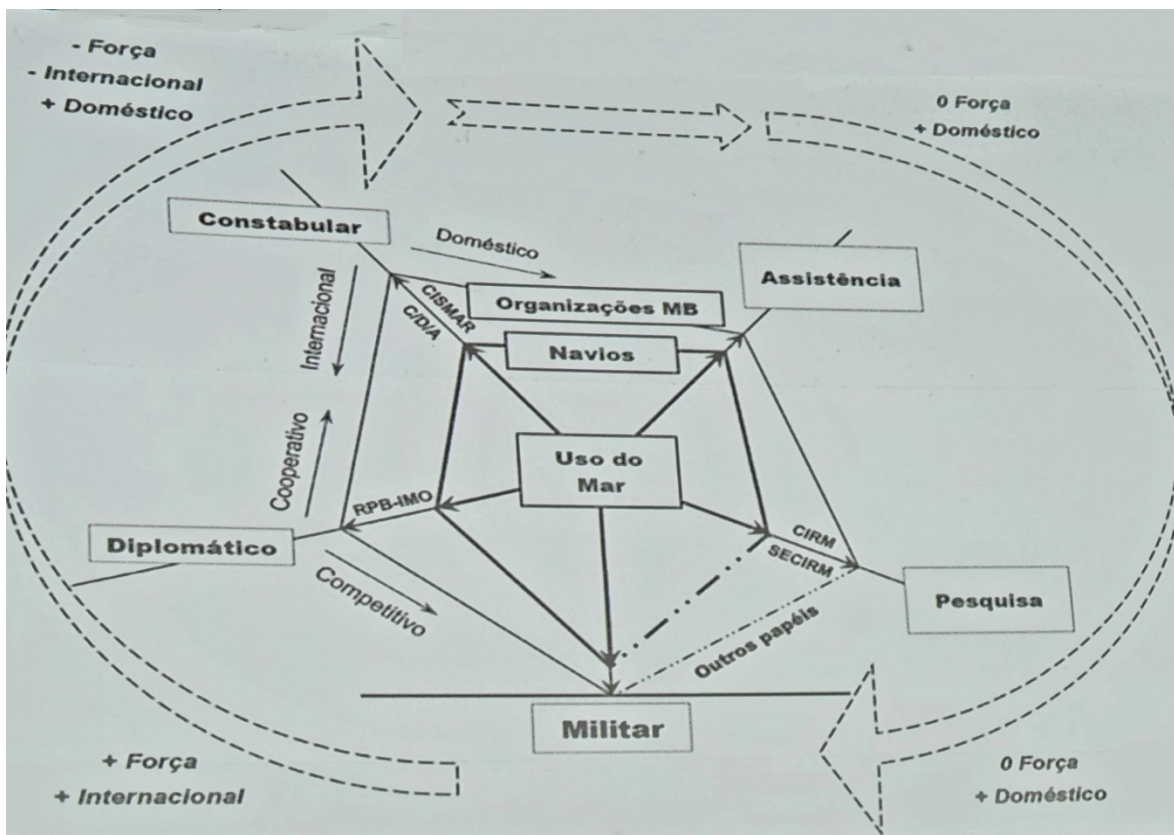 - Força
- Internacional
+ Doméstico
0 Força
+ Doméstico
Constabular
Doméstico
Assistência
Internacional
CISMAR
C/D/A
Organizações MB
Navios
Cooperativo
Uso do
Mar
RPB-IMO
Diplomático
Competitivo
CIRM
SECIRM
Pesquisa
Outros papéis
Militar
+ Força
+ Internacional
0 Força
+ Doméstico